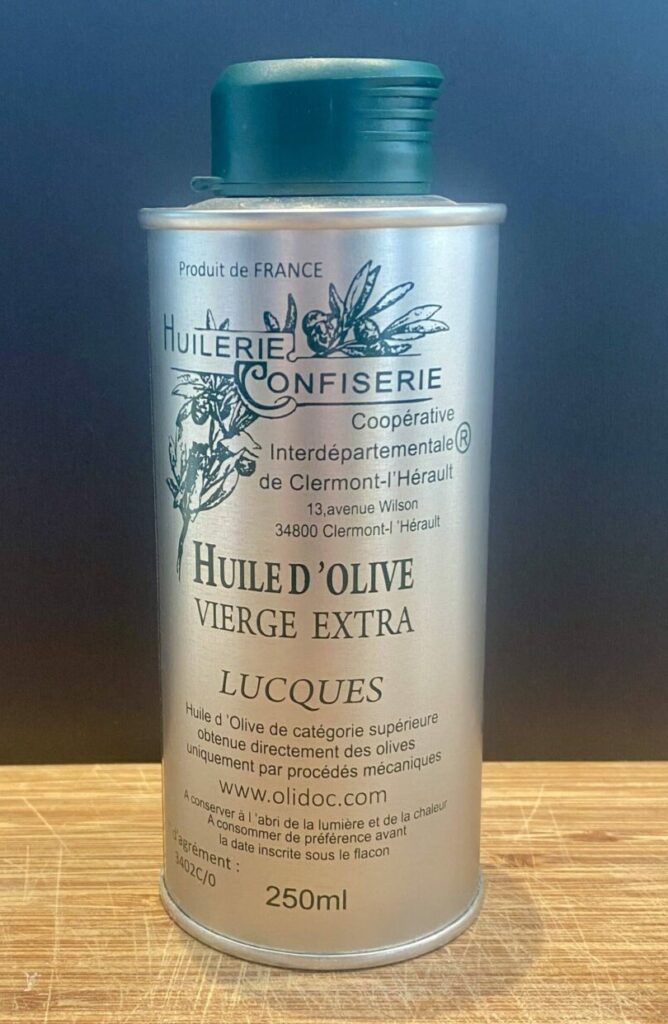 Produit de FRANCE
HUILERIE
CONFISERIE
Coopérative
Interdépartementale ®
de Clermont-l'Hérault
13,avenue Wilson
34800 Clermont-l 'Hérault
HUILE D 'OLIVE
VIERGE EXTRA
LUCQUES
Huile d 'Olive de catégorie supérieure
obtenue directement des olives
uniquement par procédés mécaniques
www.olidoc.com
A conserver à l 'abri de la lumière et de la chaleur
A consommer de préférence avant
la date inscrite sous le flacon
d'agrément :
3402C/0
250ml